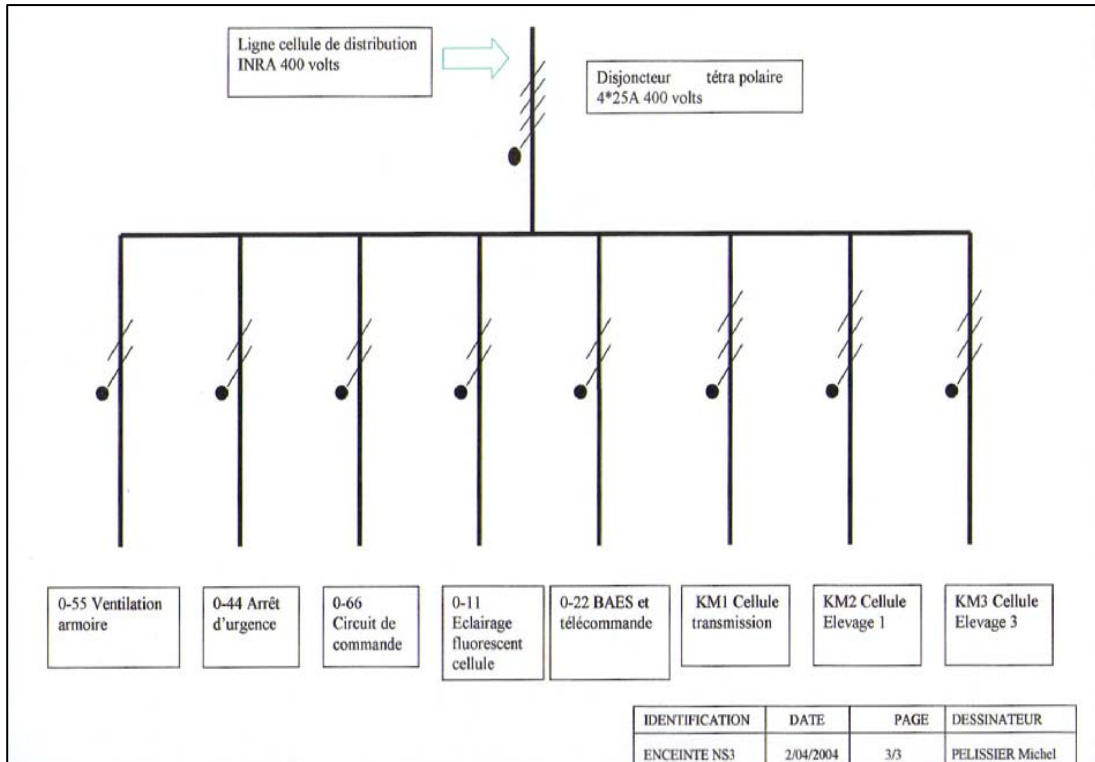 Ligne cellule de distribution
INRA 400 volts
Disjoncteur tétra polaire
4*25A 400 volts
0-55 Ventilation
armoire
0-44 Arrêt
d'urgence
0-66
Circuit de
commande
0-11
Eclairage
fluorescent
cellule
0-22 BAES et
télécommande
KM1 Cellule
transmission
KM2 Cellule
Elevage 1
KM3 Cellule
Elevage 3
IDENTIFICATION DATE PAGE DESSINATEUR
ENCEINTE NS3 2/04/2004 3/3 PELISSIER Michel